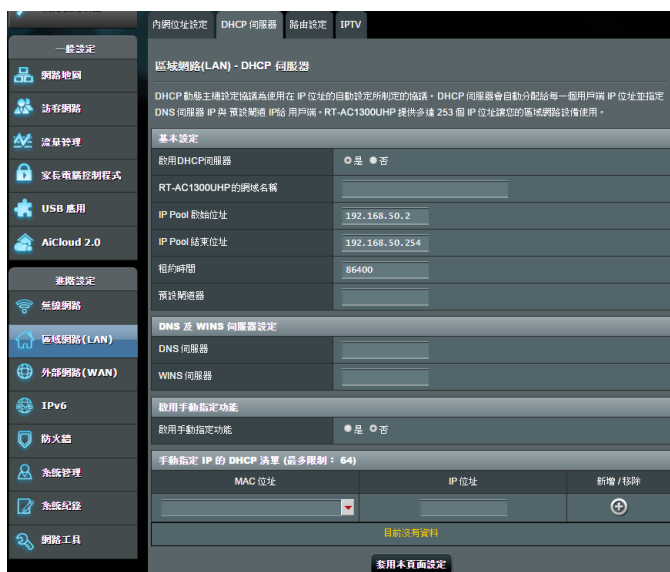 內網位址設定 DHCP 伺服器 路由設定 IPTV
一般設定
網路地圖
訪客網路
流量管理
家長電腦控制程式
USB 應用
AiCloud 2.0
進階設定
無線網路
區域網路(LAN)
外部網路(WAN)
IPv6
防火牆
系統管理
系統紀錄
網路工具
區域網路(LAN) - DHCP 伺服器
DHCP 動態主機設定協議為使用在 IP 位址的自動設定所制定的協議。DHCP 伺服器會自動分配給每一個用戶端 IP 位址並指定
DNS 伺服器 IP 與 預設閘道 IP給 用戶端。RT-AC1300UHP 提供多達 253 個 IP 位址讓您的區域網路設備使用。
基本設定
啟用DHCP伺服器 是 否
RT-AC1300UHP的網域名稱
IP Pool 起始位址 192.168.50.2
IP Pool 結束位址 192.168.50.254
租約時間 86400
預設閘道器
DNS 及 WINS 伺服器設定
DNS 伺服器
WINS 伺服器
啟用手動指定功能
啟用手動指定功能 是 否
手動指定 IP 的 DHCP 清單 (最多限制： 64)
MAC 位址 IP 位址 新增 / 移除
目前沒有資料
套用本頁面設定